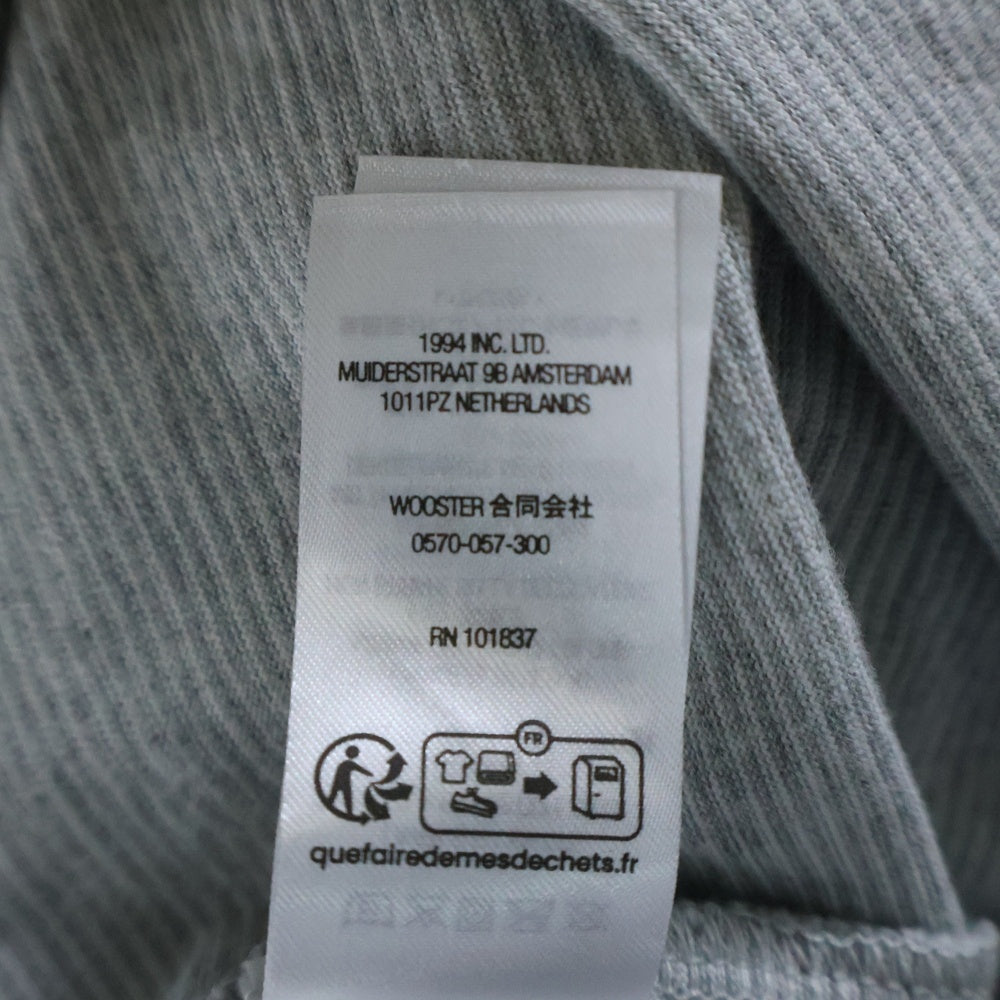 1994 INC. LTD.
MUIDERSTRAAT 9B AMSTERDAM
1011PZ NETHERLANDS
WOOSTER 合同会社
0570-057-300
RN 101837
FR
quefairedemesdechets.fr